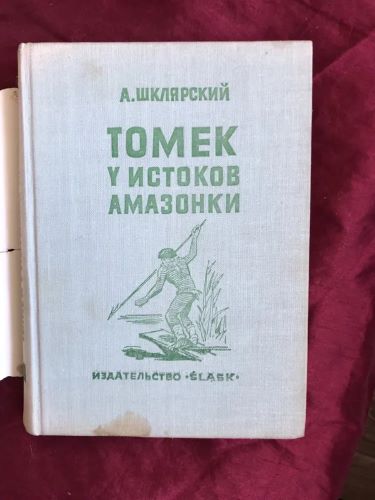 А. ШКЛЯРСКИЙ
ТОМЕК
У ИСТОКОВ
АМАЗОНКИ
ИЗДАТЕЛЬСТВО «ŚLĄSK»